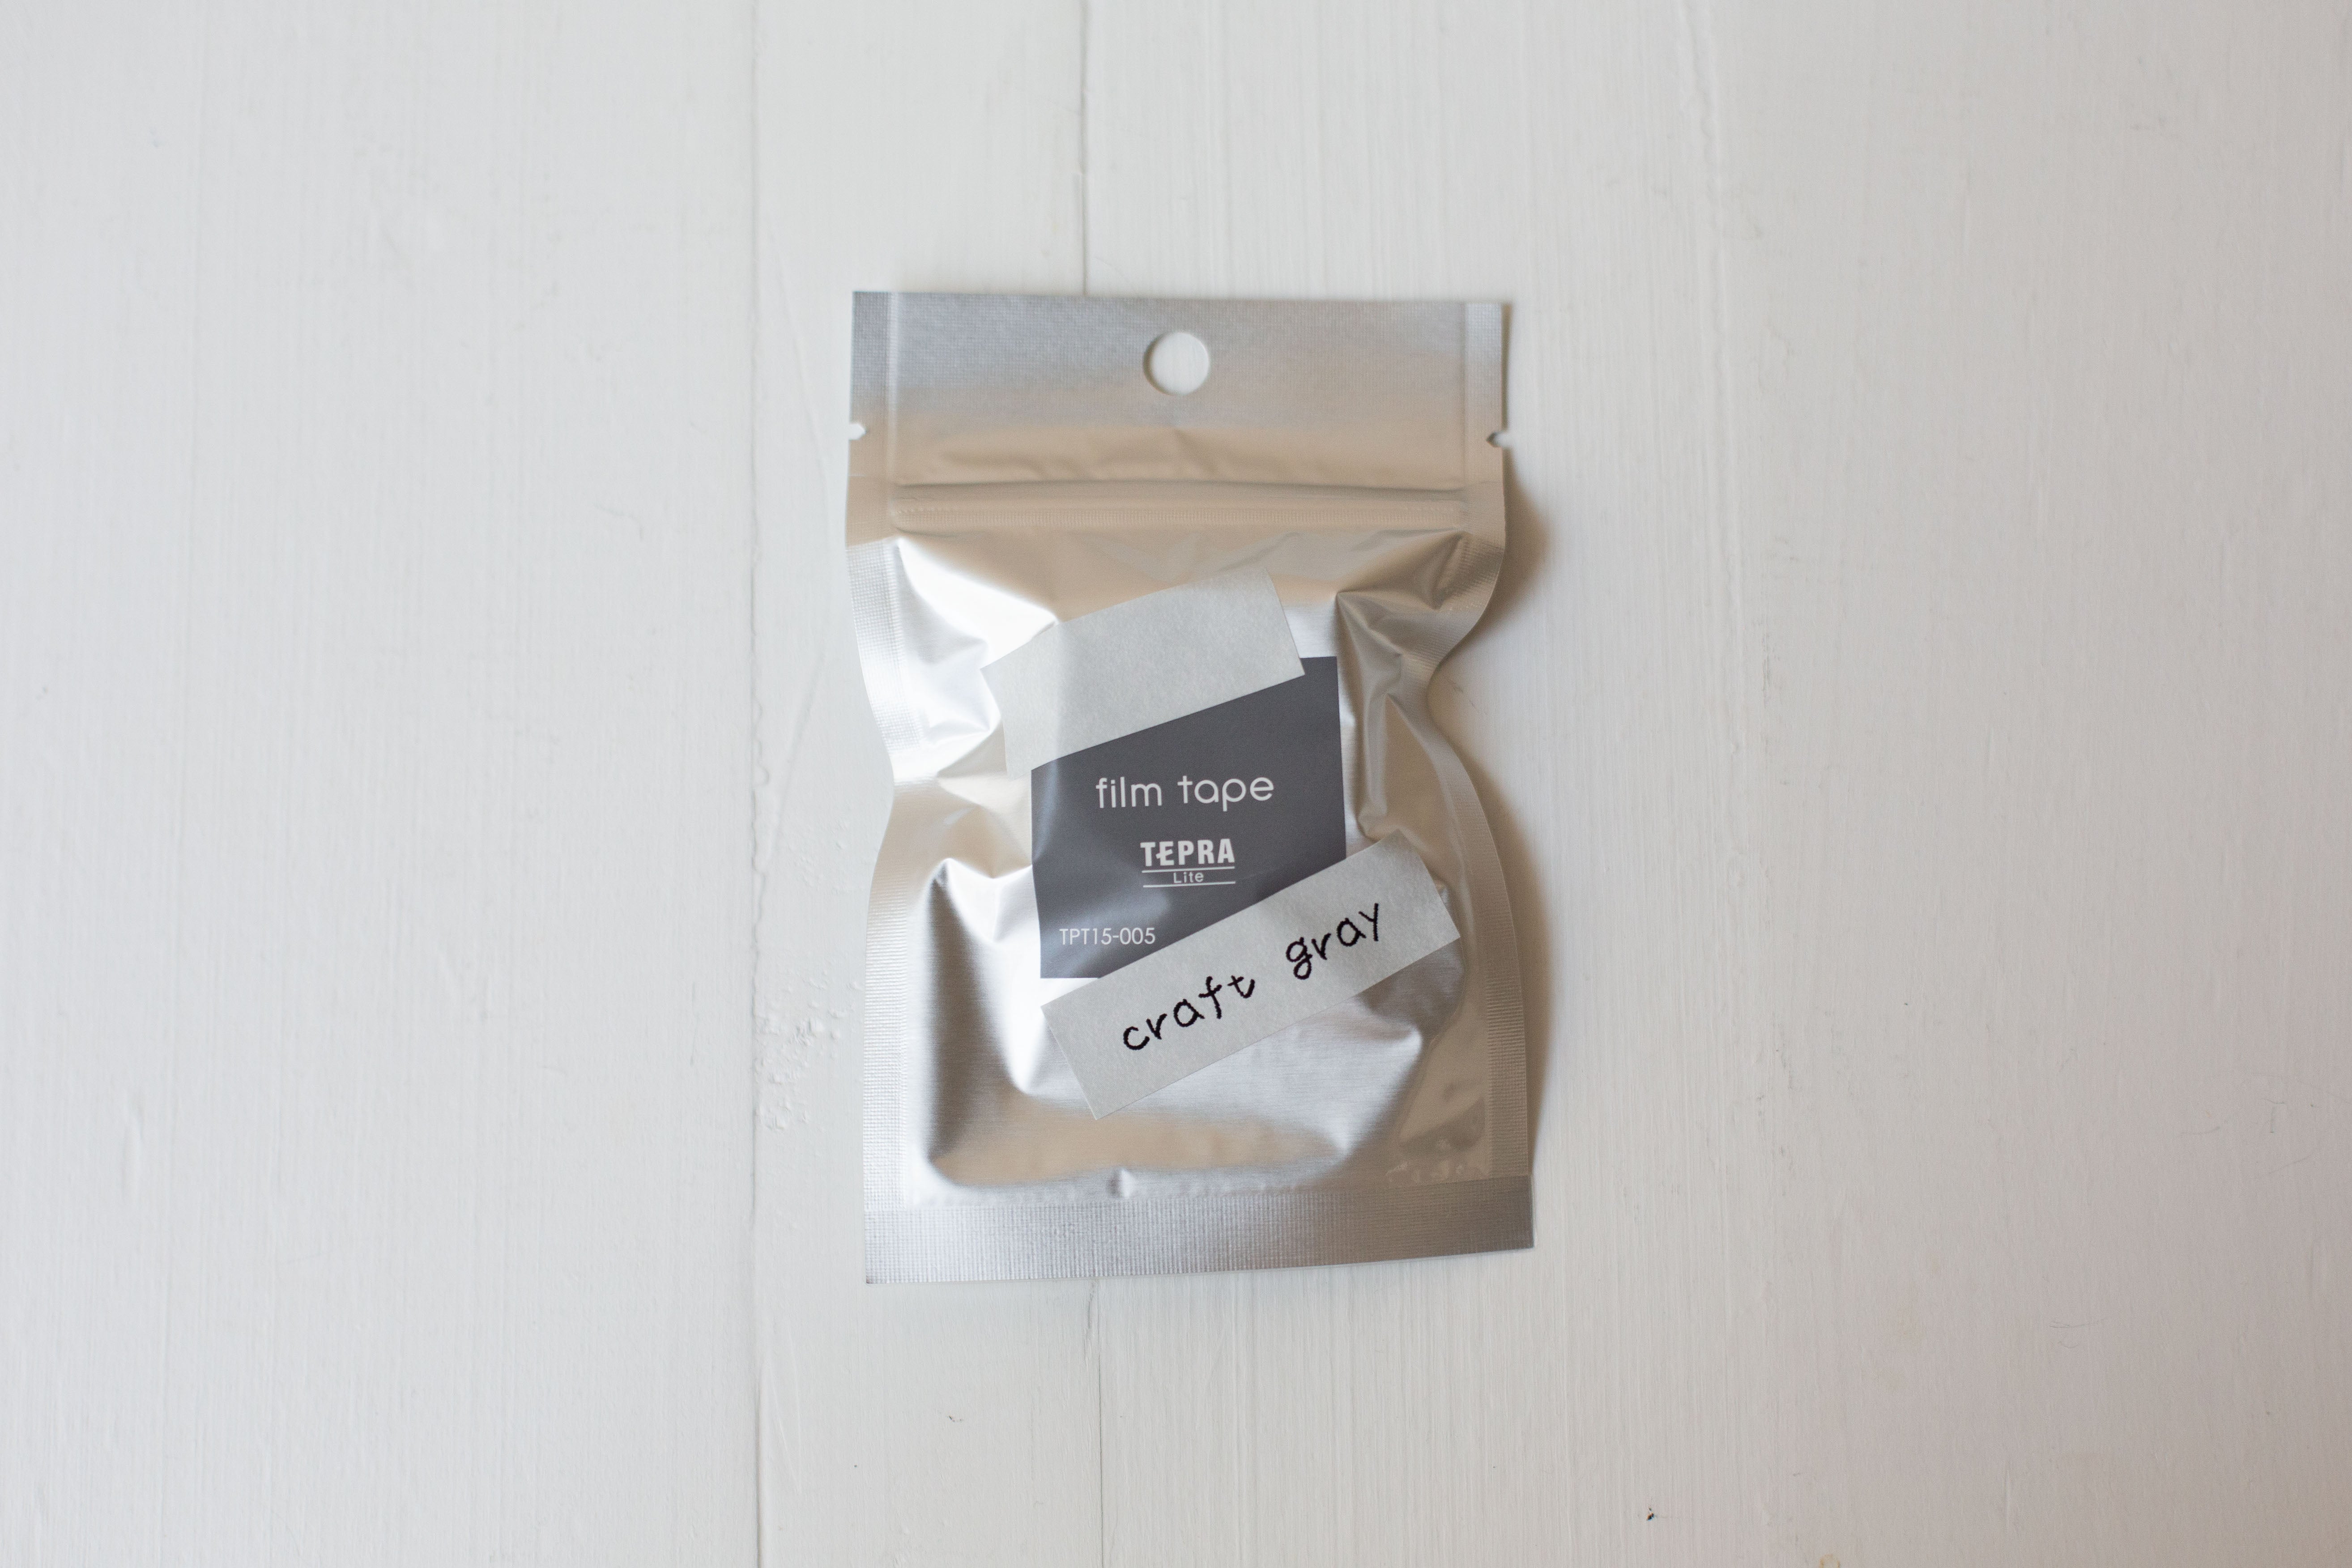 film tape
TEPRA
Lite
TPT15-005
craft gray